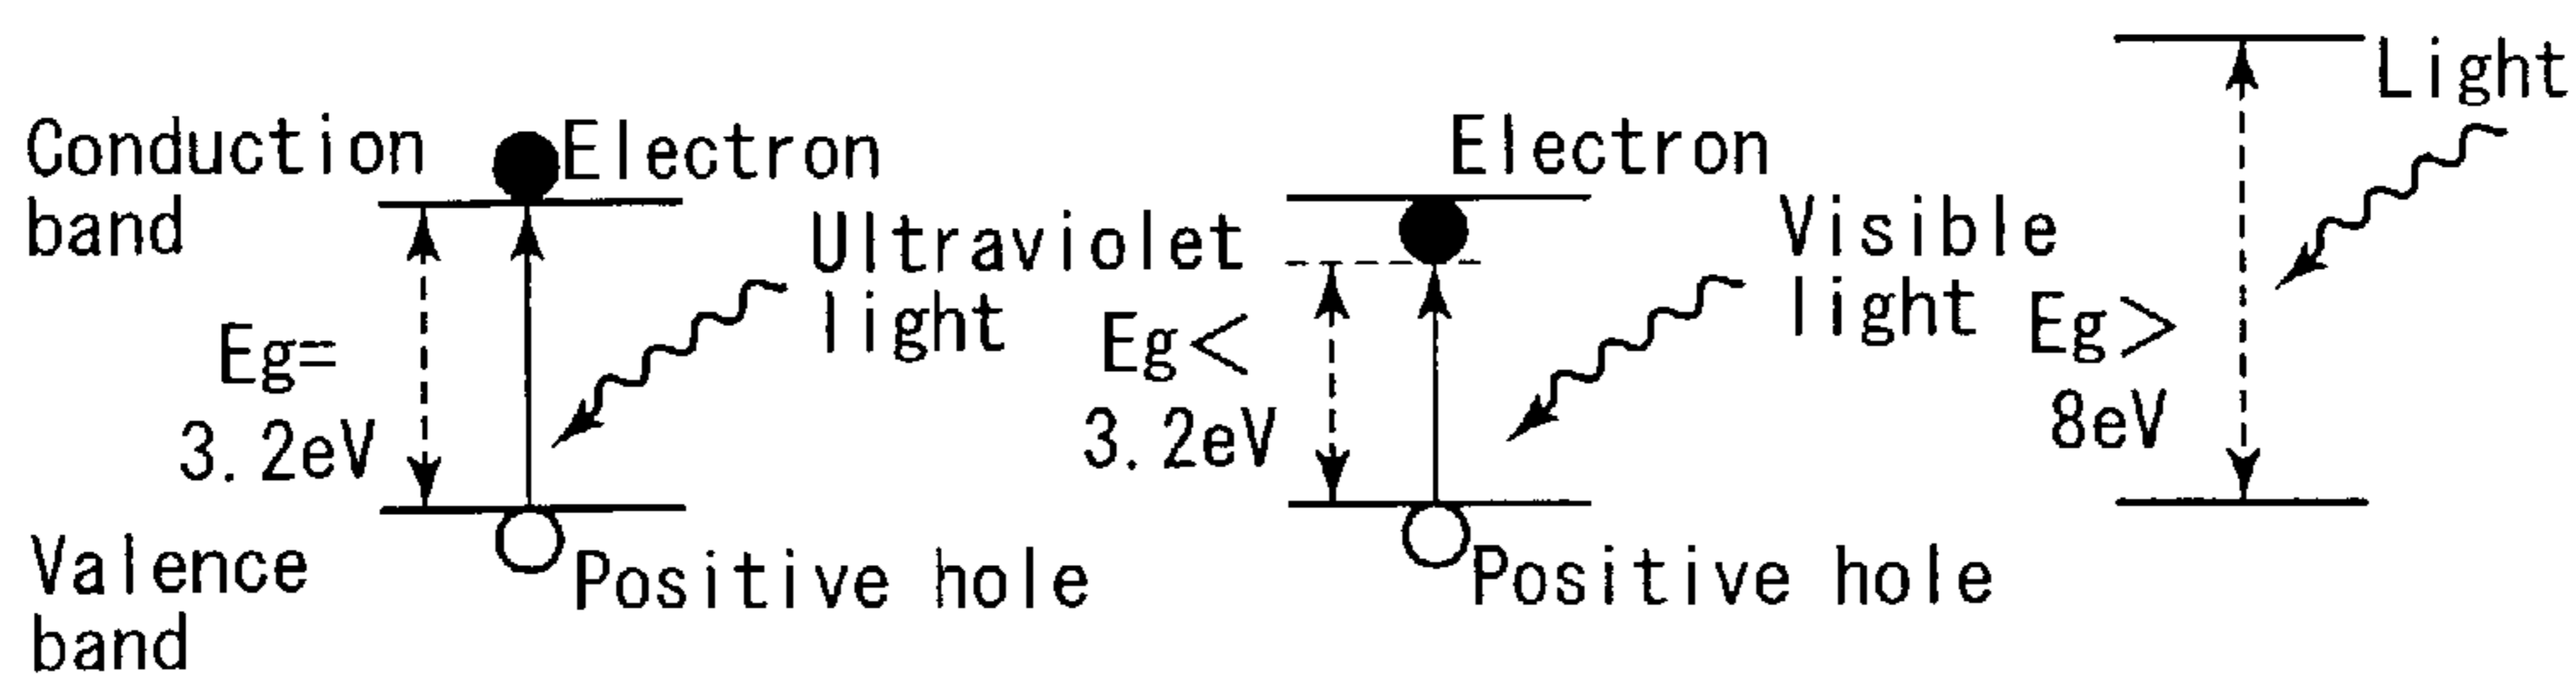 Conduction
band
Electron
Ultraviolet
light
Eg=
3.2eV
Valence
band
Positive hole
Electron
Visible
light
Eg<
3.2eV
Positive hole
Light
Eg>
8eV